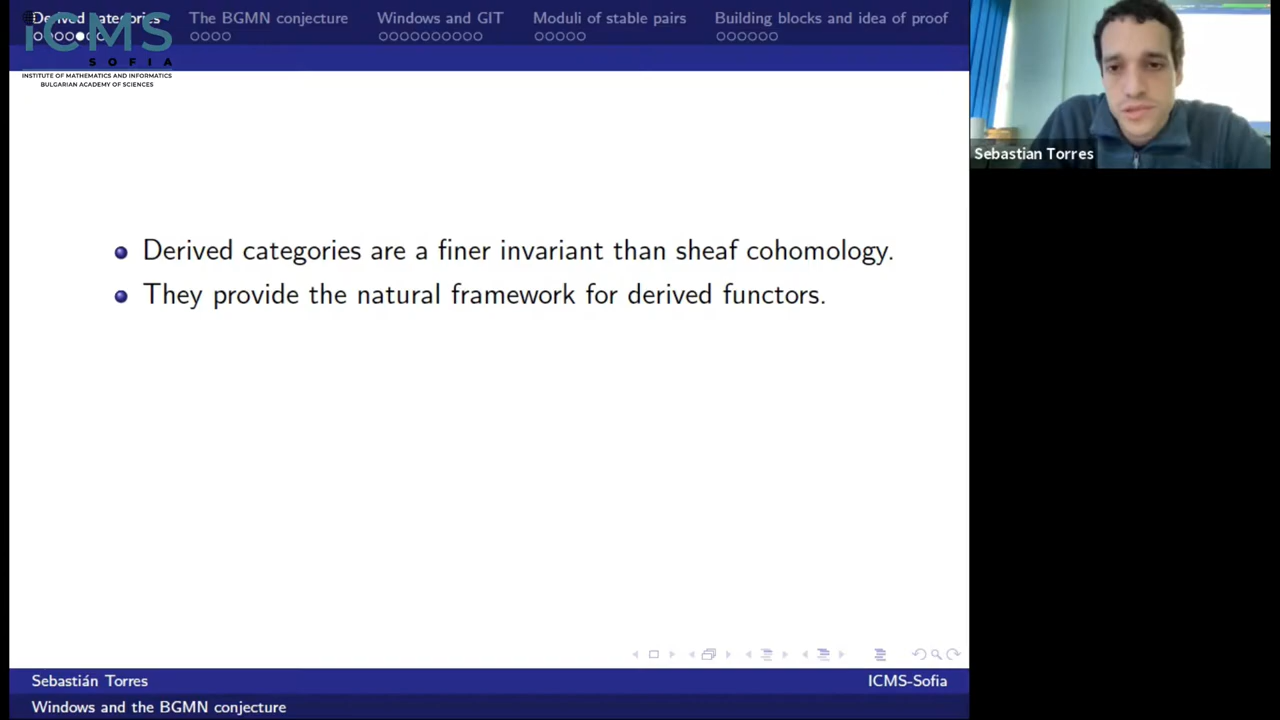 Derived categories
The BGMN conjecture
Windows and GIT
Moduli of stable pairs
Building blocks and idea of proof
iCMS
SOFIA
INSTITUTE OF MATHEMATICS AND INFORMATICS
BULGARIAN ACADEMY OF SCIENCES
Sebastian Torres
Derived categories are a finer invariant than sheaf cohomology.
They provide the natural framework for derived functors.
Sebastián Torres
ICMS-Sofia
Windows and the BGMN conjecture